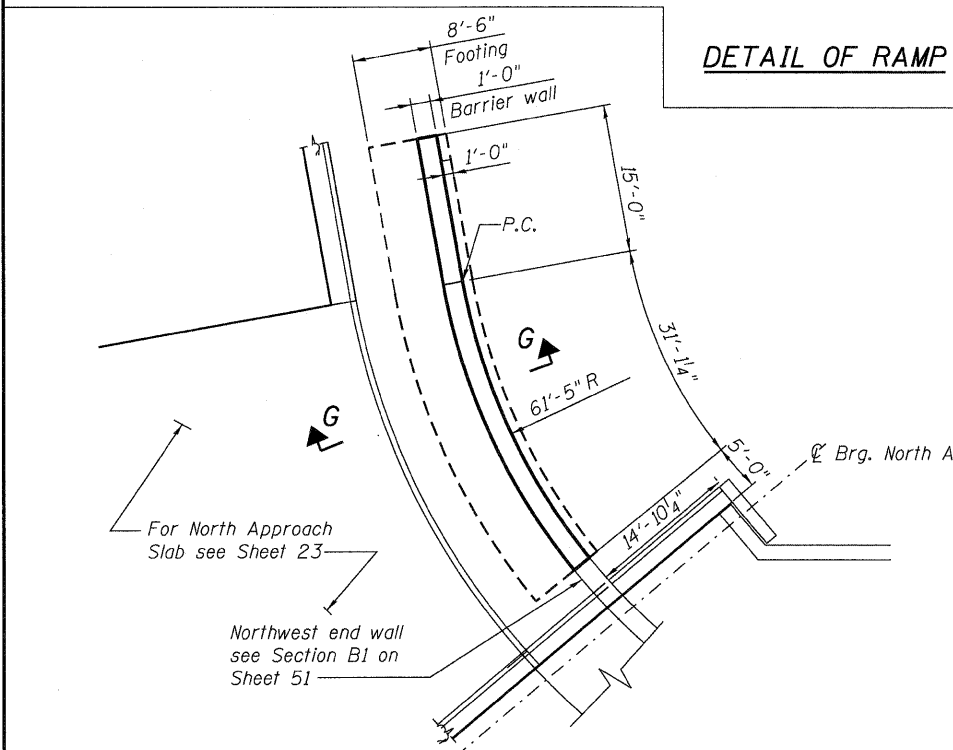 8'-6"
Footing
DETAIL OF RAMP
1'-0"
Barrier wall
1'-0"
15'-0"
P.C.
G
31'-1¼"
61'-5" R
G
5'-0"
℄ Brg. North A
14'-10¼"
For North Approach
Slab see Sheet 23
Northwest end wall
see Section B1 on
Sheet 51